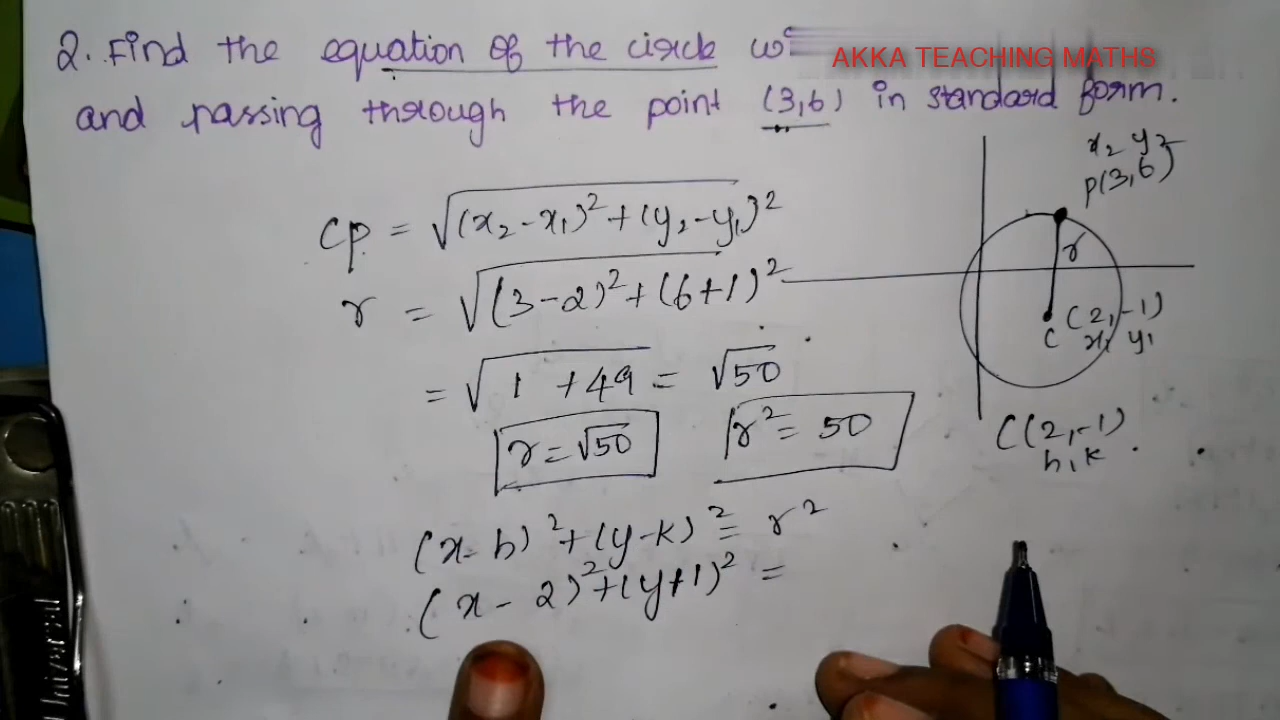 2. Find the equation of the circle
AKKA TEACHING MATHS
and passing through the point (3,6) in standard form.
x₂ y₂
P(3,6)
CP = √(x₂-x₁)²+(y₂-y₁)²
r
r = √(3-2)²+(6+1)²
C (2,-1)
x₁ y₁
= √1 +49 = √50
r=√50 r²= 50
C(2,-1)
h,k
(x-h)²+(y-k)² = r²
(x-2)²+(y+1)² =
Universal